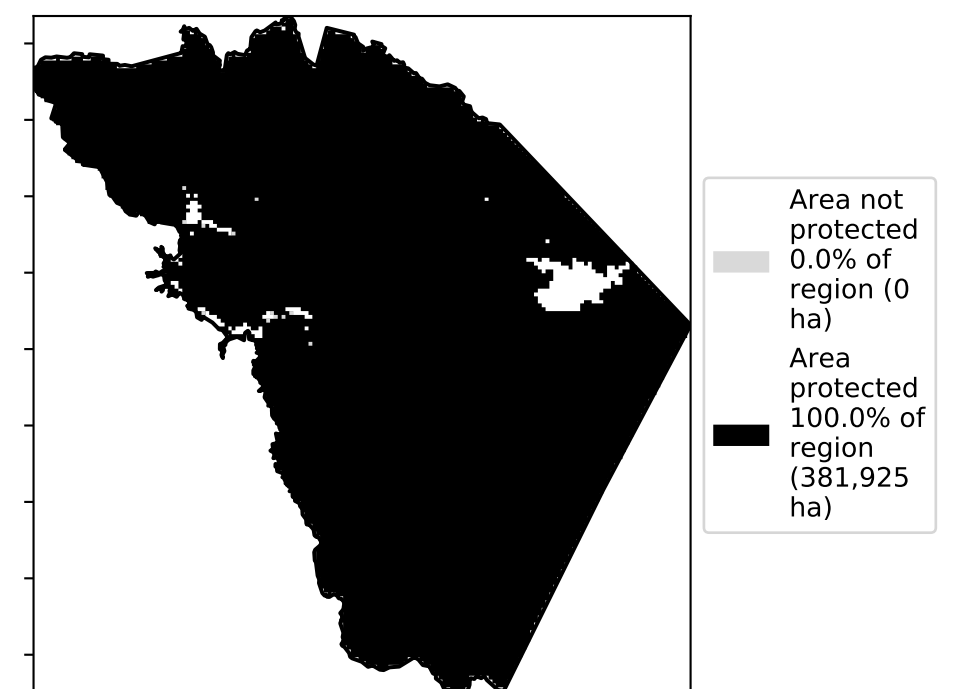 Area not
protected
0.0% of
region (0
ha)
Area
protected
100.0% of
region
(381,925
ha)